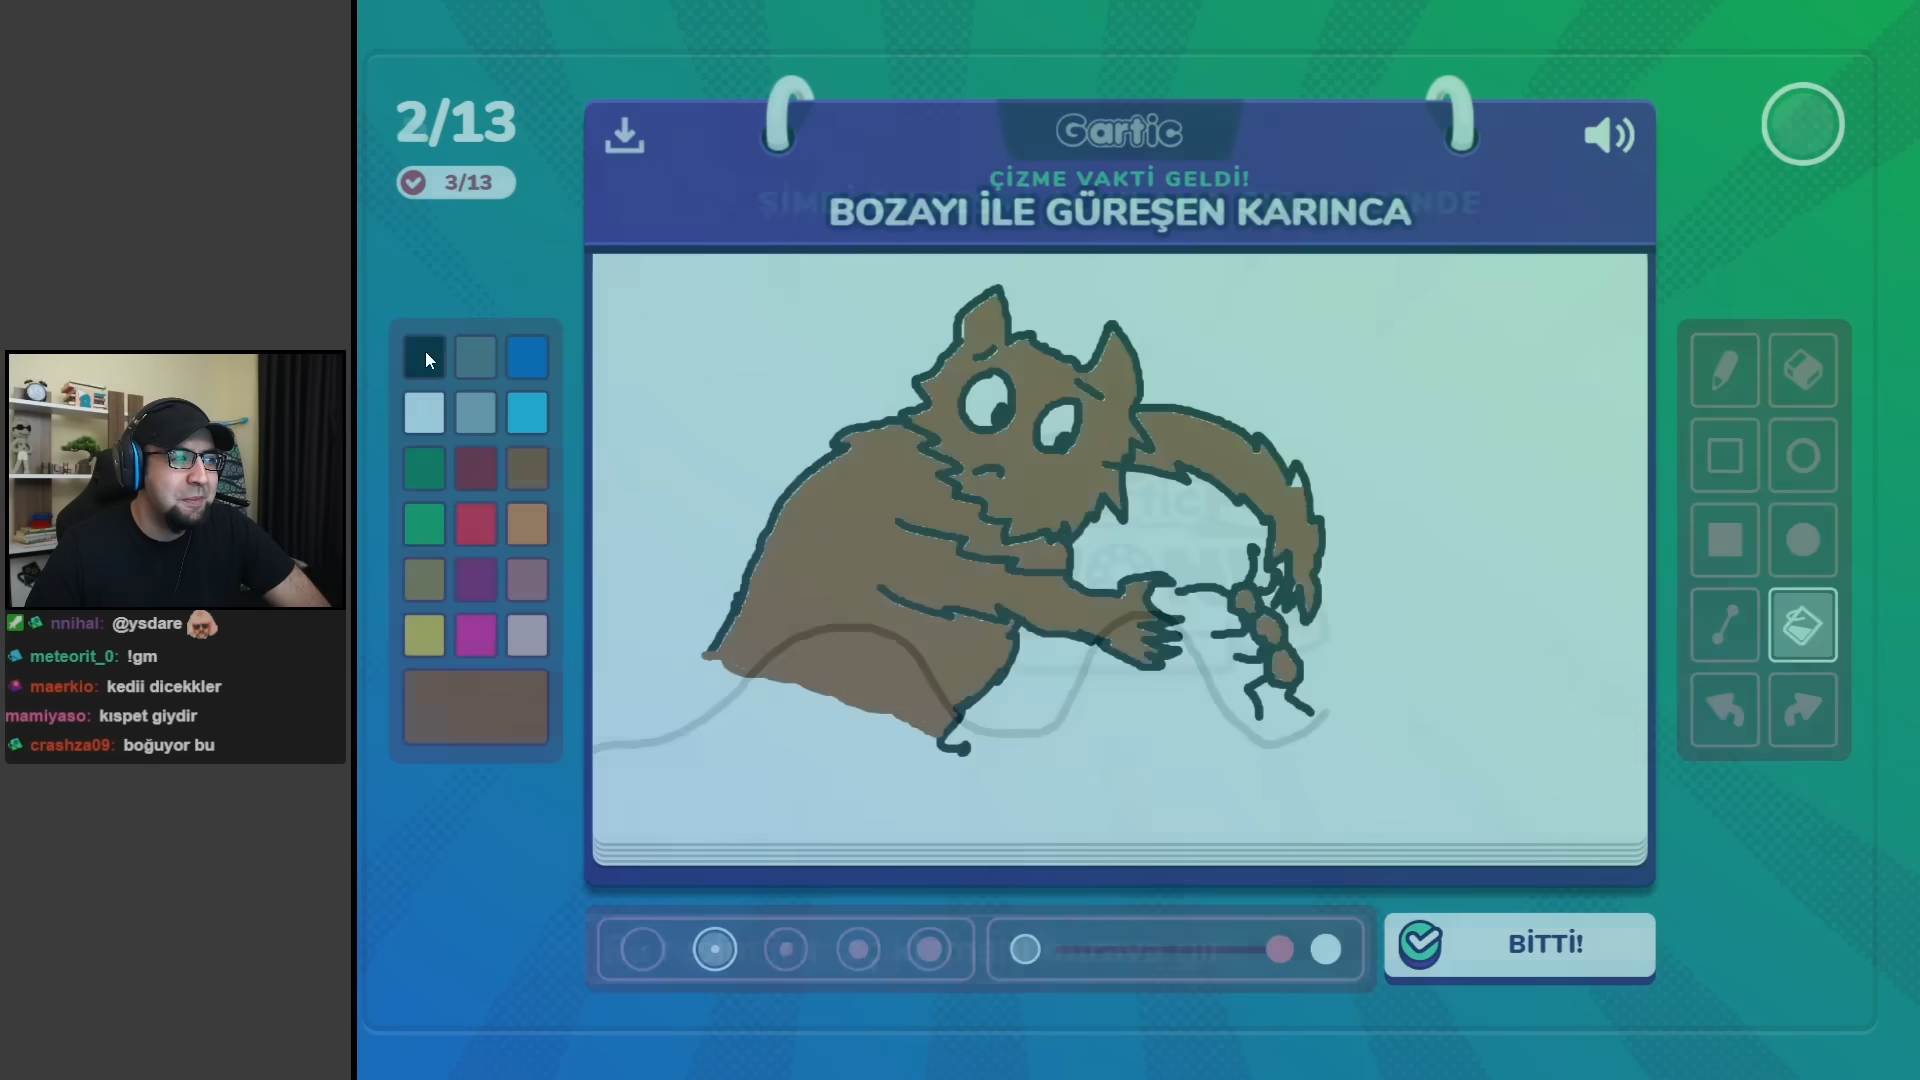 2/13
3/13
Gartic
ÇİZME VAKTİ GELDİ!
BOZAYI İLE GÜREŞEN KARINCA
nnihal: @ysdare
meteorit_0: !gm
maerkio: kedii dicekkler
mamiyaso: kıspet giydir
crashza09: boğuyor bu
BİTTİ!